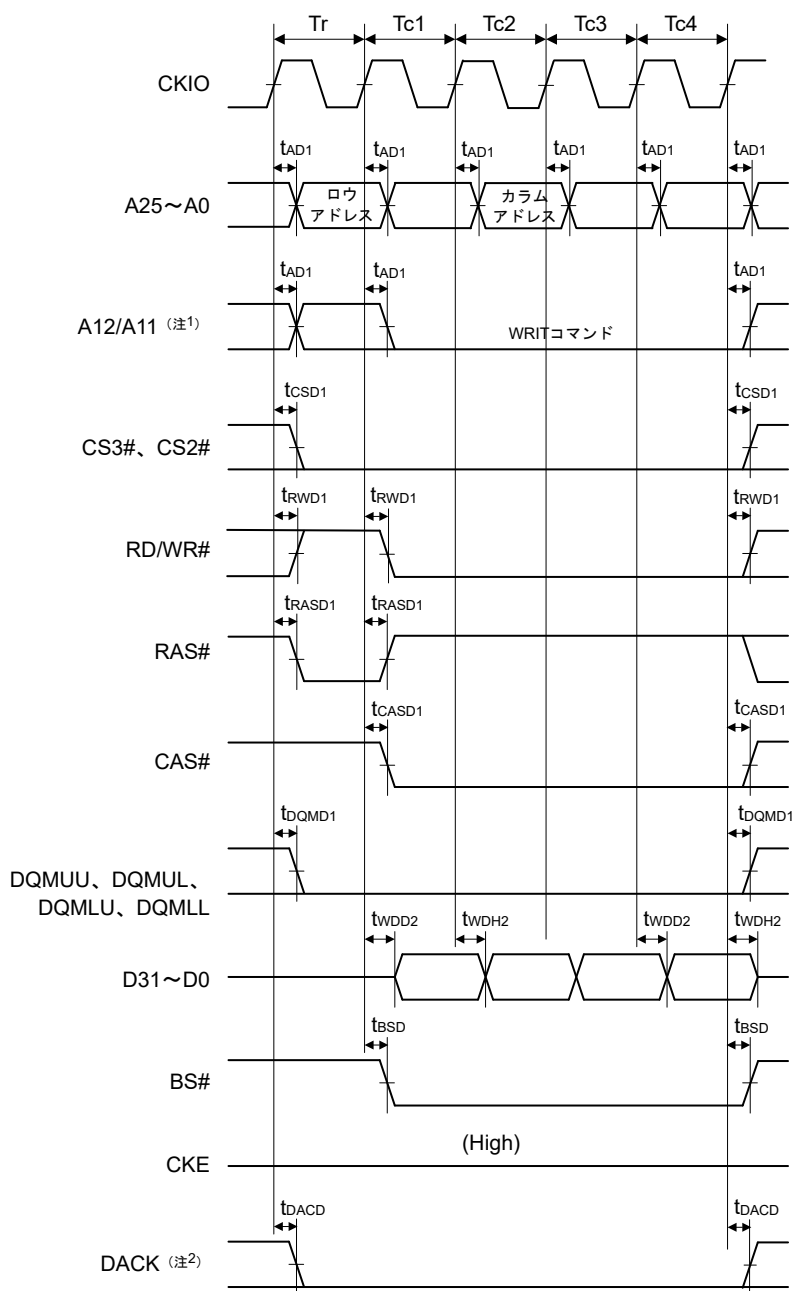 Tr Tc1 Tc2 Tc3 Tc4
CKIO
tAD1 tAD1 tAD1 tAD1 tAD1 tAD1
A25～A0
ロウ
アドレス
カラム
アドレス
tAD1 tAD1 tAD1
A12/A11（注1）
WRITコマンド
tCSD1 tCSD1
CS3#、CS2#
tRWD1 tRWD1 tRWD1
RD/WR#
tRASD1 tRASD1
RAS#
tCASD1 tCASD1
CAS#
tDQMD1 tDQMD1
DQMUU、DQMUL、
DQMLU、DQMLL
tWDD2 tWDH2 tWDD2 tWDH2
D31～D0
tBSD tBSD
BS#
(High)
CKE
tDACD tDACD
DACK（注2）